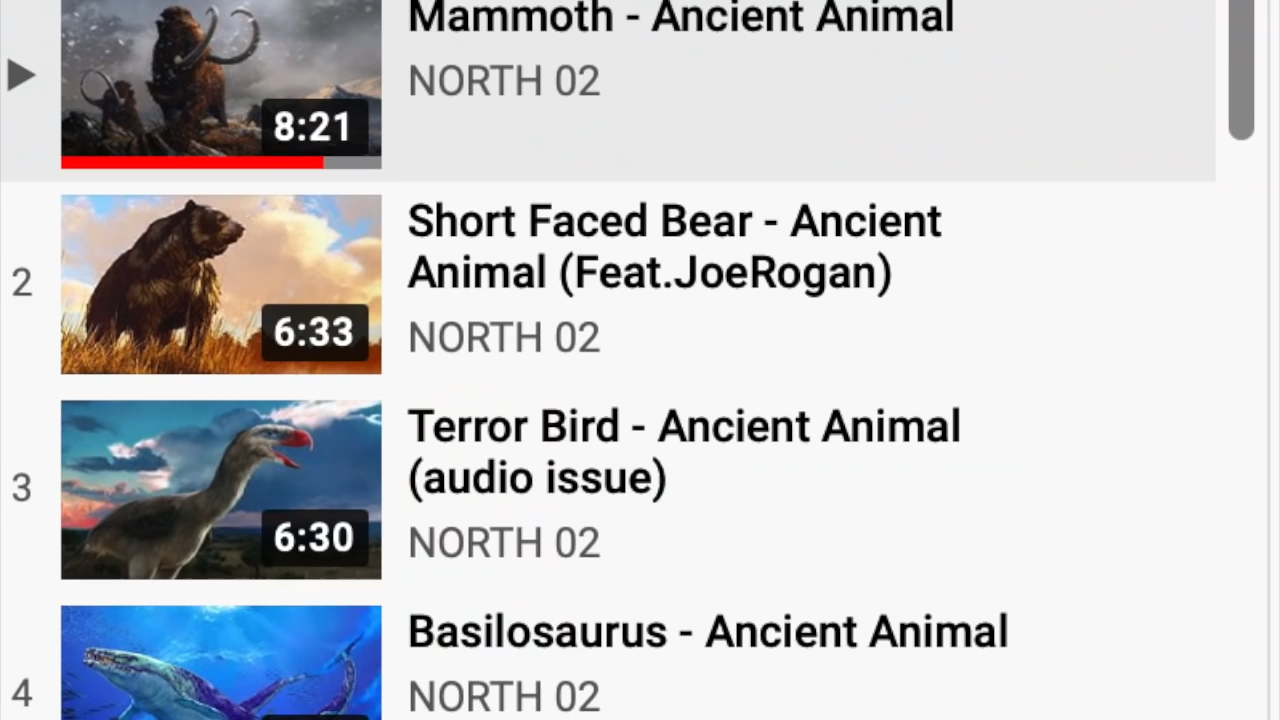 Mammoth - Ancient Animal
NORTH 02
8:21
2
Short Faced Bear - Ancient
Animal (Feat.JoeRogan)
NORTH 02
6:33
3
Terror Bird - Ancient Animal
(audio issue)
NORTH 02
6:30
4
Basilosaurus - Ancient Animal
NORTH 02